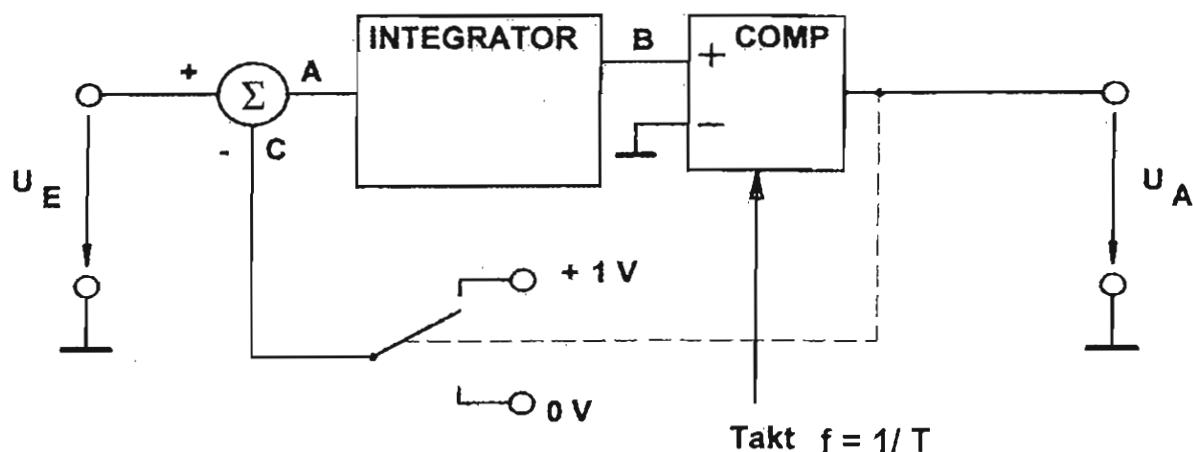 INTEGRATOR
B
+
COMP
+
A
Σ
-
- C
U E
U A
+ 1 V
0 V
Takt f = 1/ T